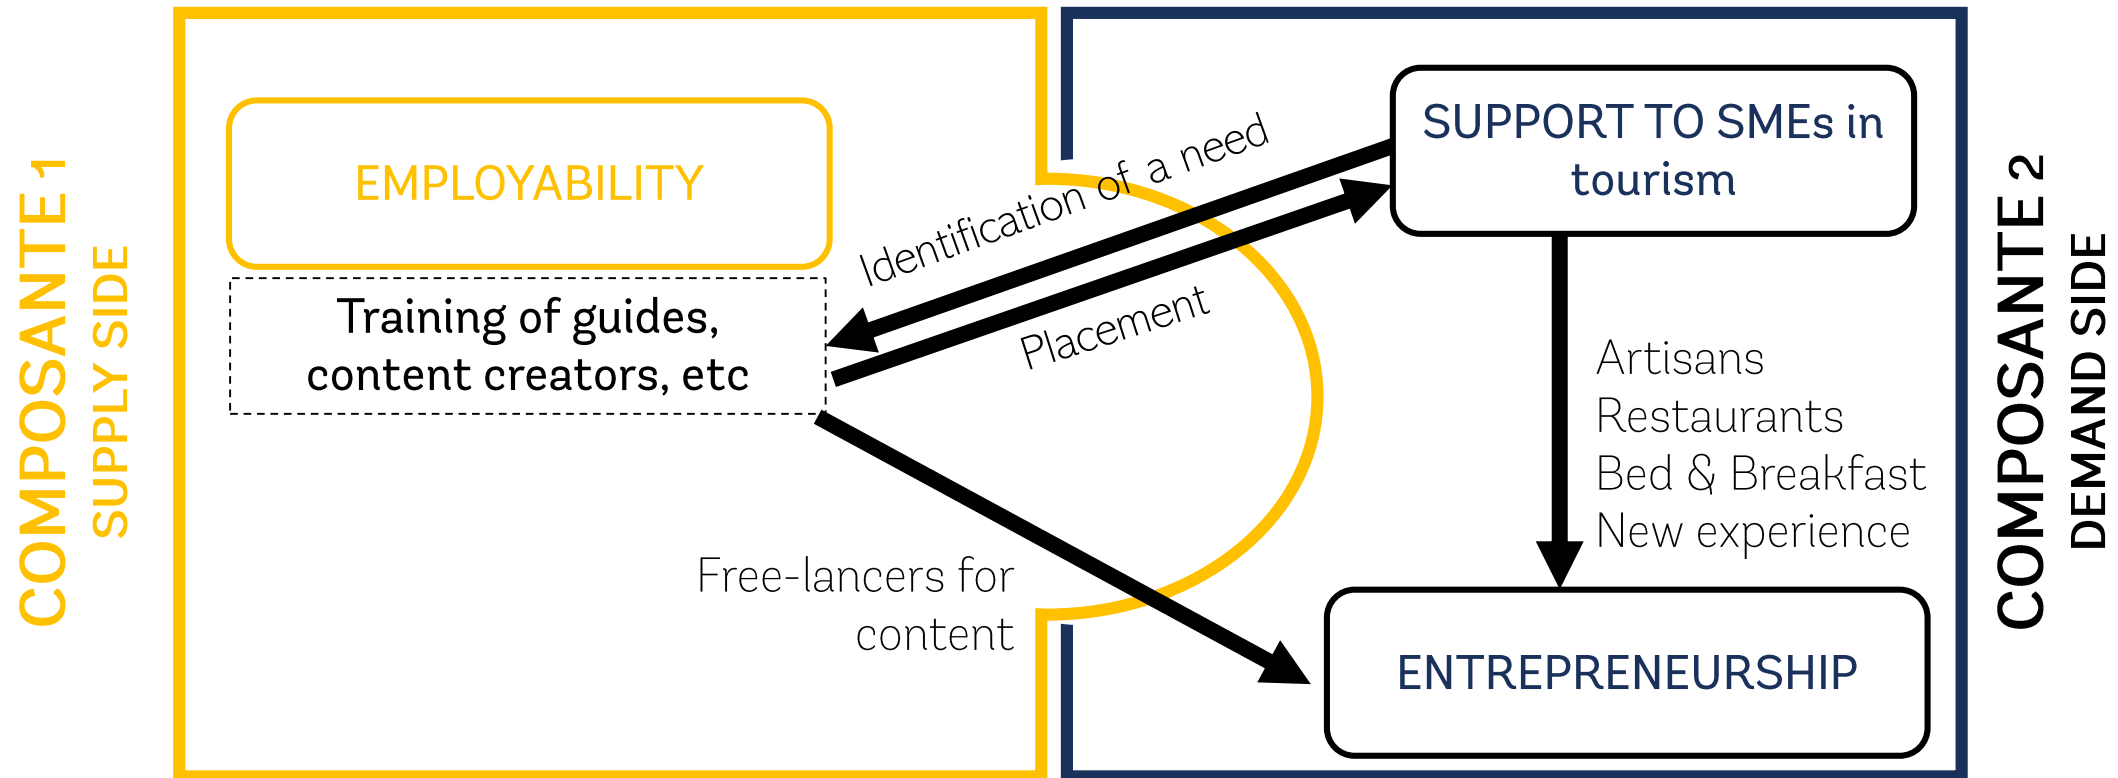 COMPOSANTE 1
SUPPLY SIDE
EMPLOYABILITY
Training of guides,
content creators, etc
Identification of a need
Placement
Free-lancers for
content
SUPPORT TO SMEs in
tourism
Artisans
Restaurants
Bed & Breakfast
New experience
ENTREPRENEURSHIP
COMPOSANTE 2
DEMAND SIDE